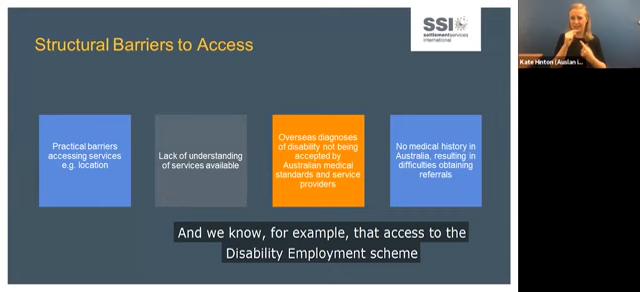 Structural Barriers to Access
SSI
settlement services
international
Kate Hinton (Auslan i...
Practical barriers
accessing services
e.g. location
Lack of understanding
of services available
Overseas diagnoses
of disability not being
accepted by
Australian medical
standards and service
providers
No medical history in
Australia, resulting in
difficulties obtaining
referrals
And we know, for example, that access to the
Disability Employment scheme